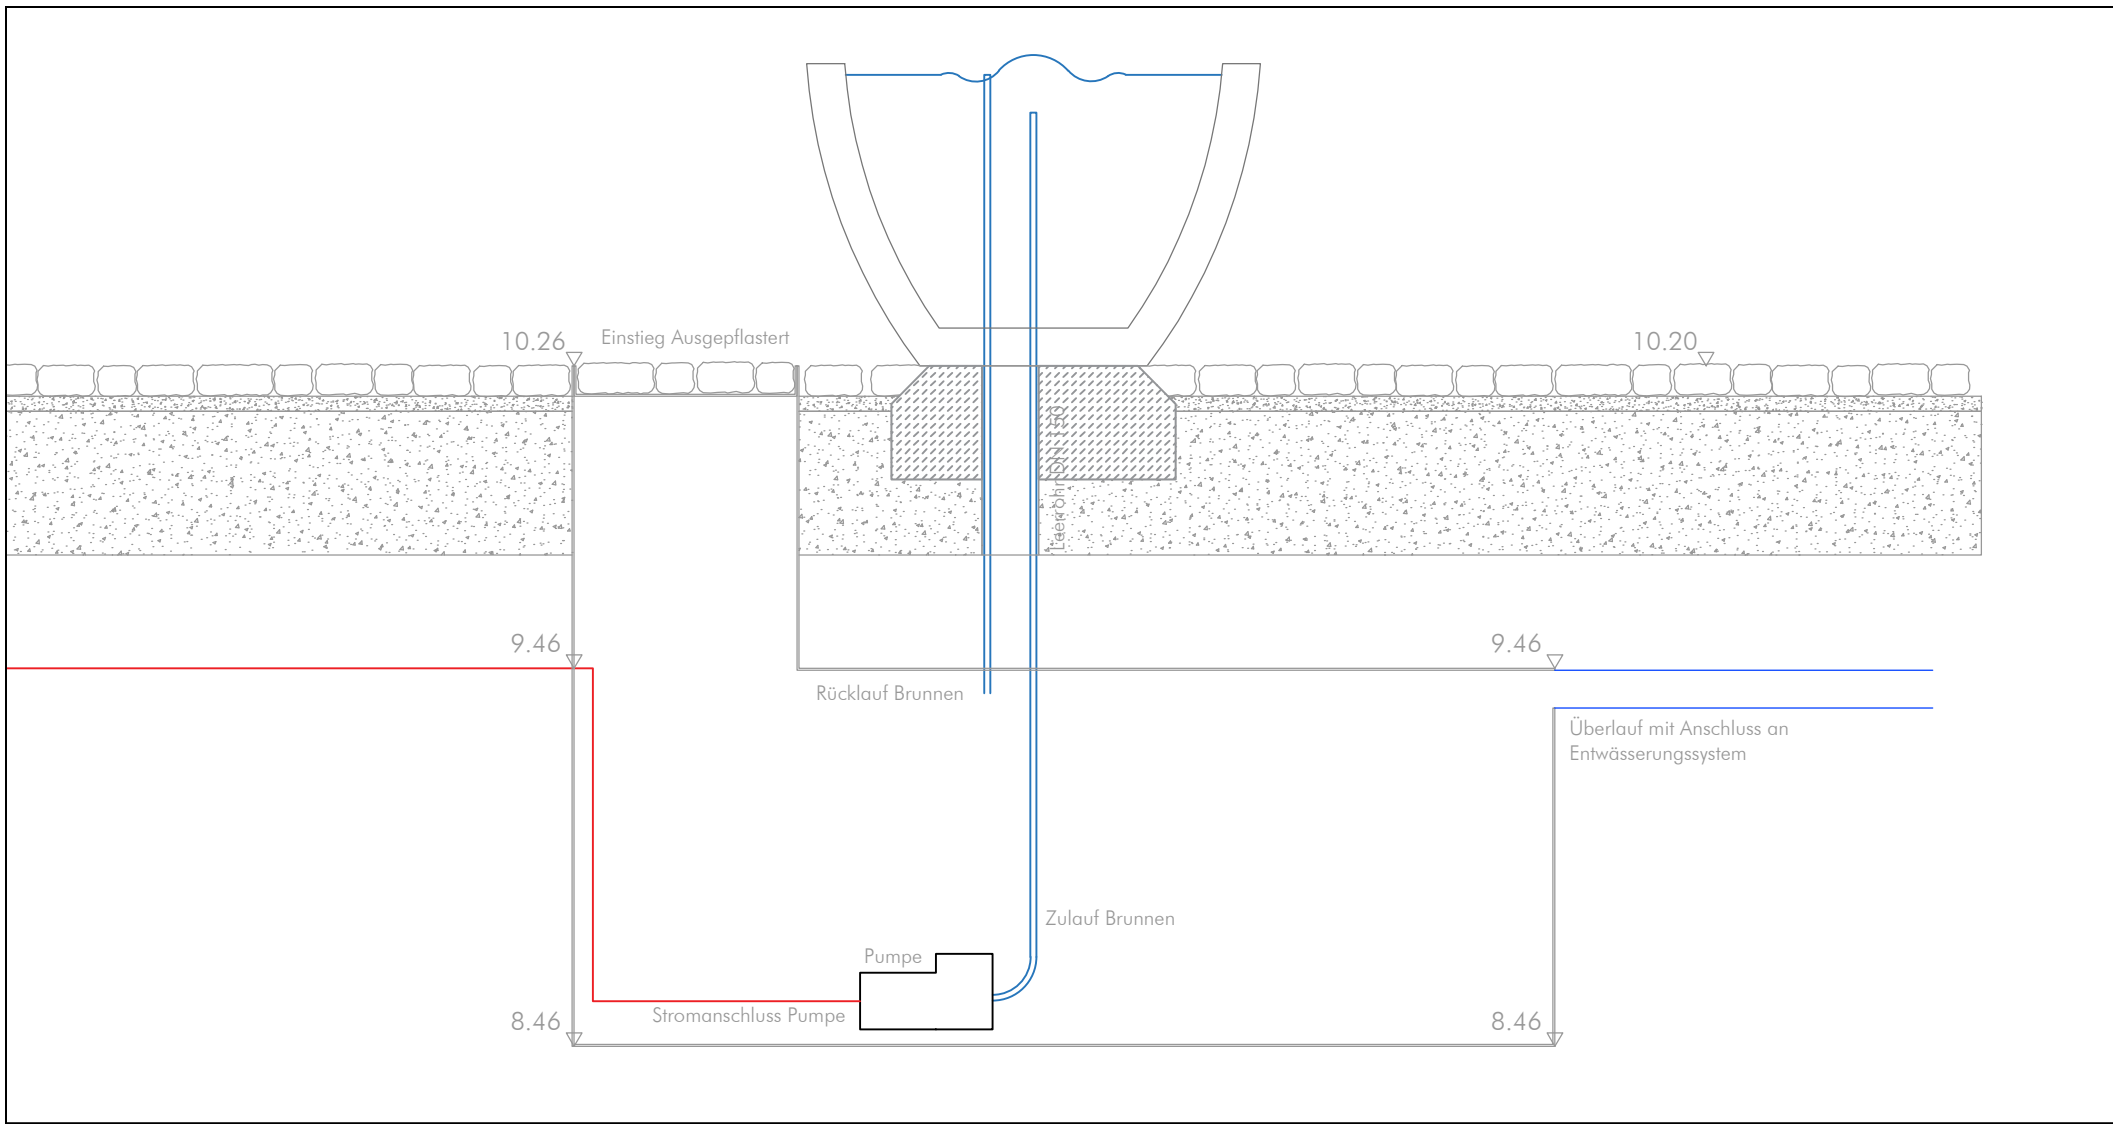 10.26
Einstieg Ausgepflastert
10.20
Leerrohr DN 150
9.46
9.46
Rücklauf Brunnen
Überlauf mit Anschluss an
Entwässerungssystem
Zulauf Brunnen
Pumpe
Stromanschluss Pumpe
8.46
8.46